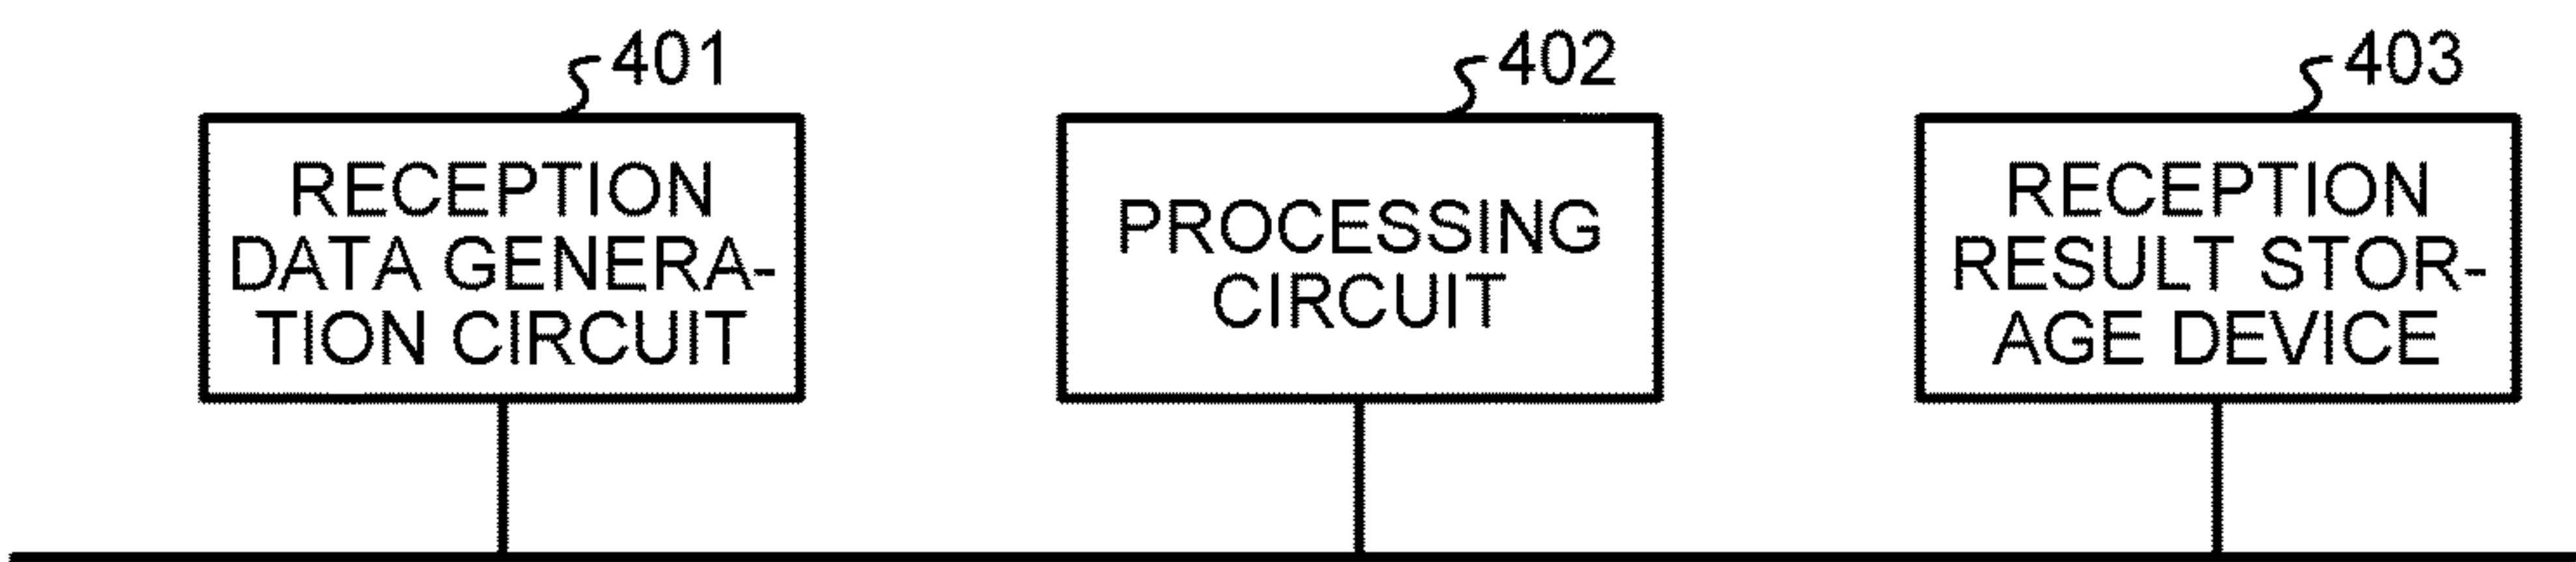 401
RECEPTION
DATA GENERA-
TION CIRCUIT
402
PROCESSING
CIRCUIT
403
RECEPTION
RESULT STOR-
AGE DEVICE